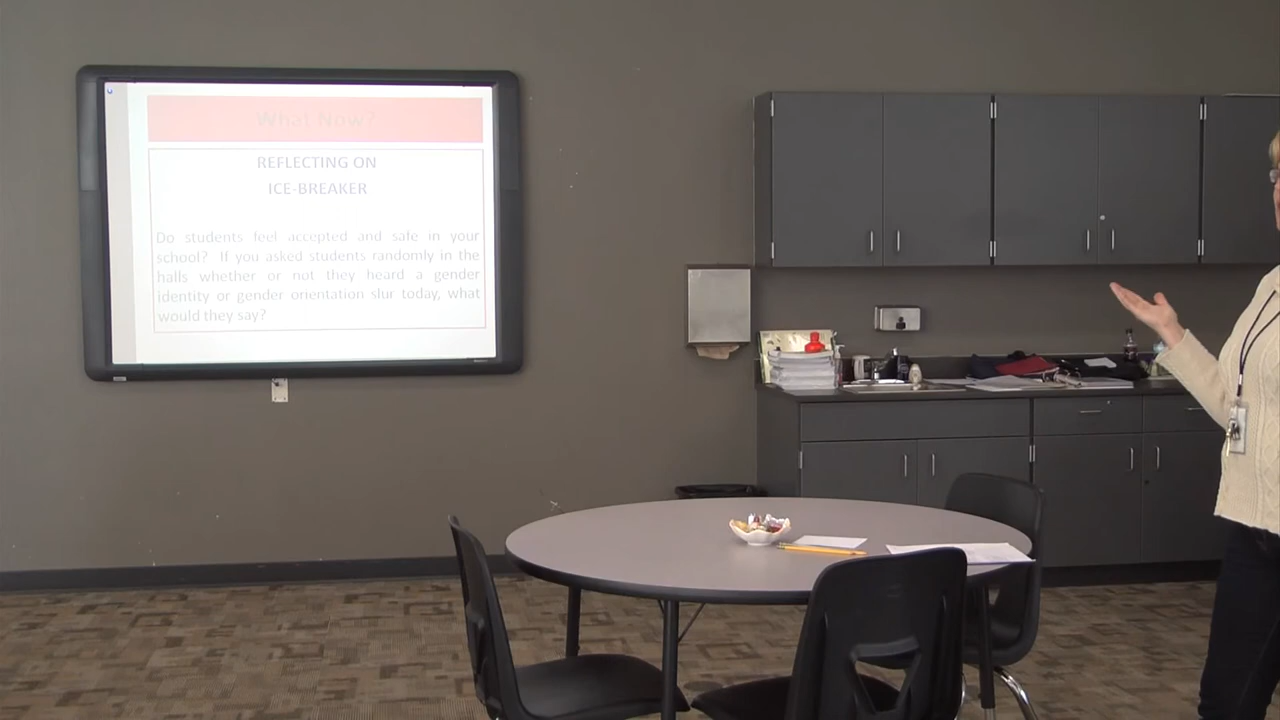 What Now?
REFLECTING ON
ICE-BREAKER
Do students feel accepted and safe in your
school? If you asked students randomly in the
halls whether or not they heard a gender
identity or gender orientation slur today, what
would they say?